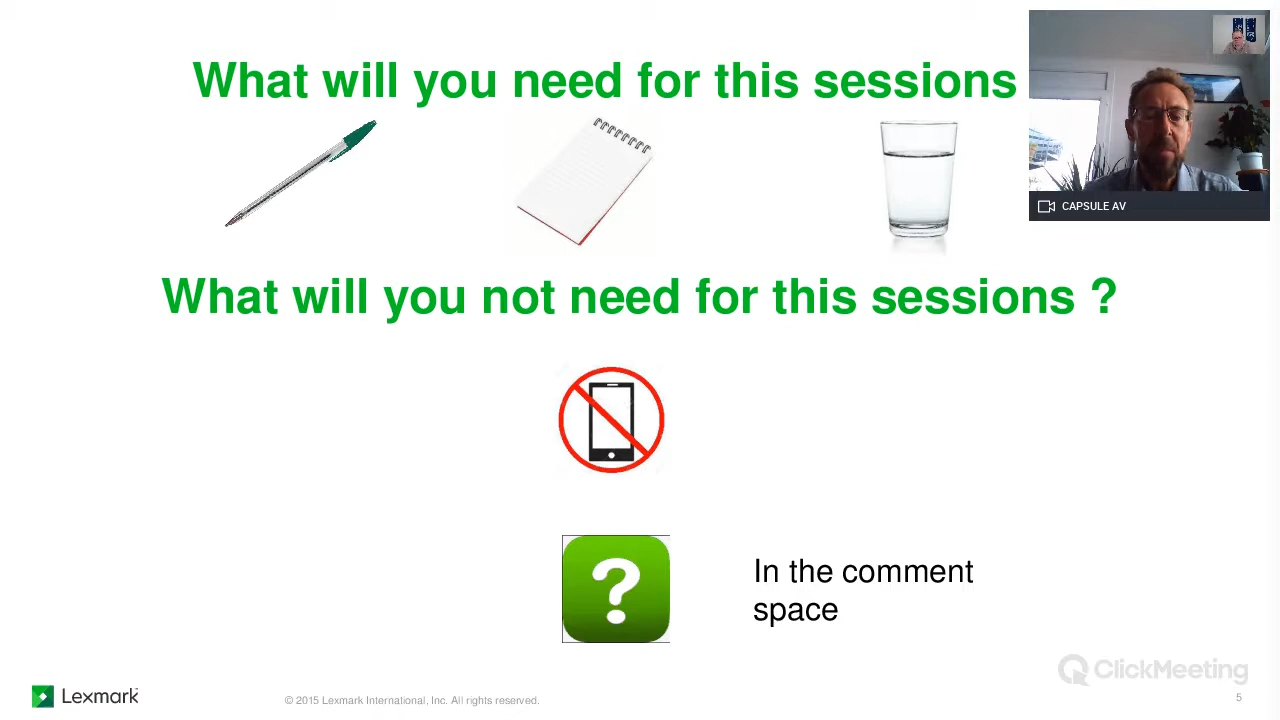 What will you need for this sessions
CAPSULE AV
What will you not need for this sessions ?
?
In the comment
space
ClickMeeting
Lexmark
© 2015 Lexmark International, Inc. All rights reserved.
5